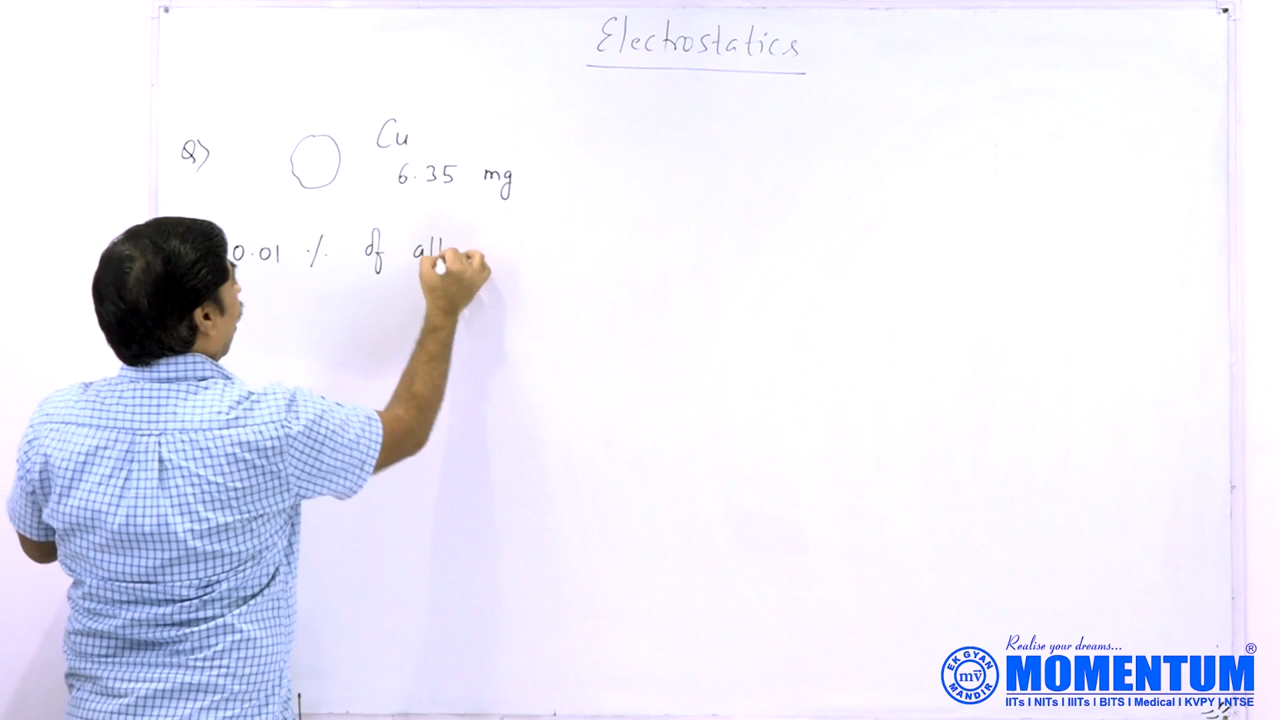 Electrostatics
Q>
Cu
6.35 mg
0.01 % of all
Realise your dreams...
EK GYAN
mv
MANDIR
MOMENTUM®
IITs I NITs I IIITs I BITS I Medical I KVPY I NTSE